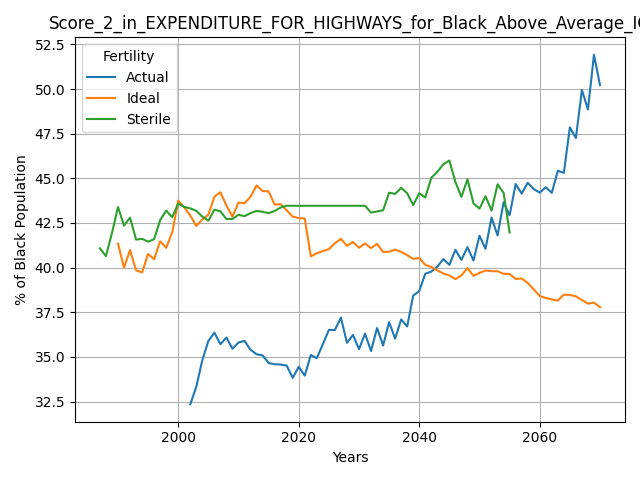 Score_2_in_EXPENDITURE_FOR_HIGHWAYS_for_Black_Above_Average_IQ
Fertility
Actual
Ideal
Sterile
% of Black Population
52.5
50.0
47.5
45.0
42.5
40.0
37.5
35.0
32.5
2000
2020
2040
2060
Years